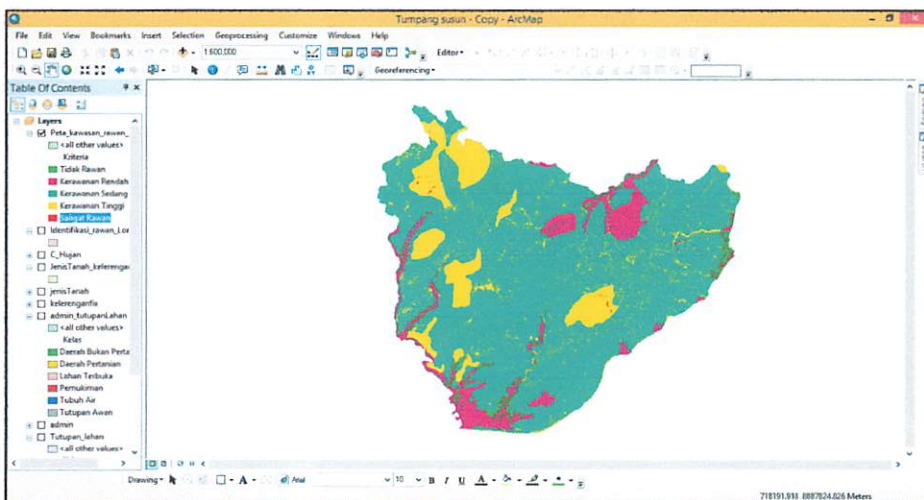 Tumpang susun - Copy - ArcMap
File Edit View Bookmarks Insert Selection Geoprocessing Customize Windows Help
1:600,000 Editor
Georeferencing
Table Of Contents
Layers
Peta_kawasan_rawan_
<all other values>
Kriteria
Tidak Rawan
Kerawanan Rendah
Kerawanan Sedang
Kerawanan Tinggi
Sangat Rawan
Identifikasi_rawan_Lor
C_Hujan
JenisTanah_kelerengan
jenisTanah
kelerenganfix
admin_tutupanLahan
<all other values>
Kelas
Daerah Bukan Perta
Daerah Pertanian
Lahan Terbuka
Pemukiman
Tubuh Air
Tutupan Awan
admin
Tutupan_lahan
<all other values>
Drawing A Arial 10 B I U A
718191.918 8887824.826 Meters